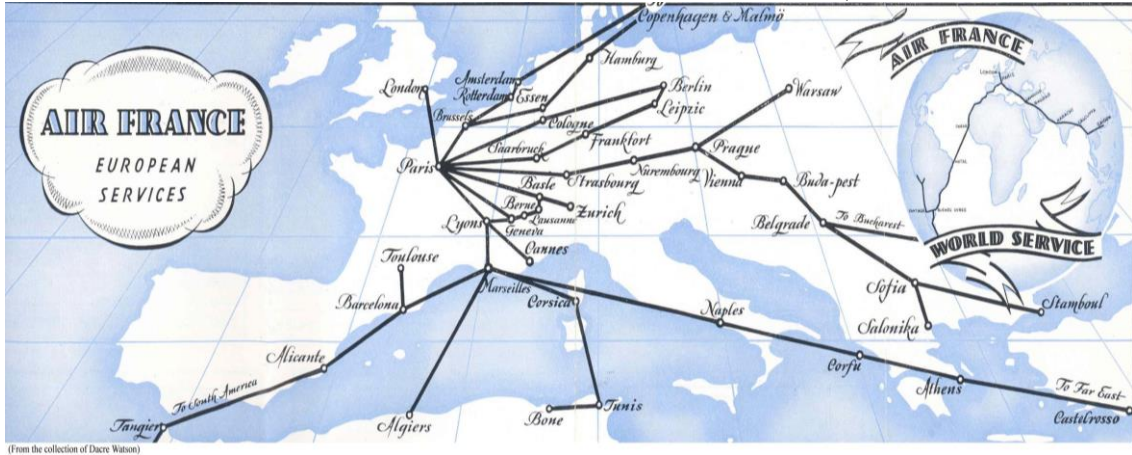 Copenhagen & Malmö
Hamburg
Amsterdam
Rotterdam
Essen
London
Berlin
Leipzic
Warsaw
Brussels
Cologne
Frankfort
Saarbruck
Prague
Paris
Strasbourg
Nurembourg
Vienna
Buda-pest
Basle
Berne
Zurich
Lausanne
Geneva
Lyons
Cannes
Belgrade
To Bucharest
Toulouse
Marseilles
Barcelona
Corsica
Sofia
Stamboul
Salonika
Naples
Alicante
Corfu
Athens
To Far East
Castelrosso
To South America
Tangier
Algiers
Bone
Tunis
AIR FRANCE
EUROPEAN
SERVICES
AIR FRANCE
WORLD SERVICE
(From the collection of Dacre Watson)